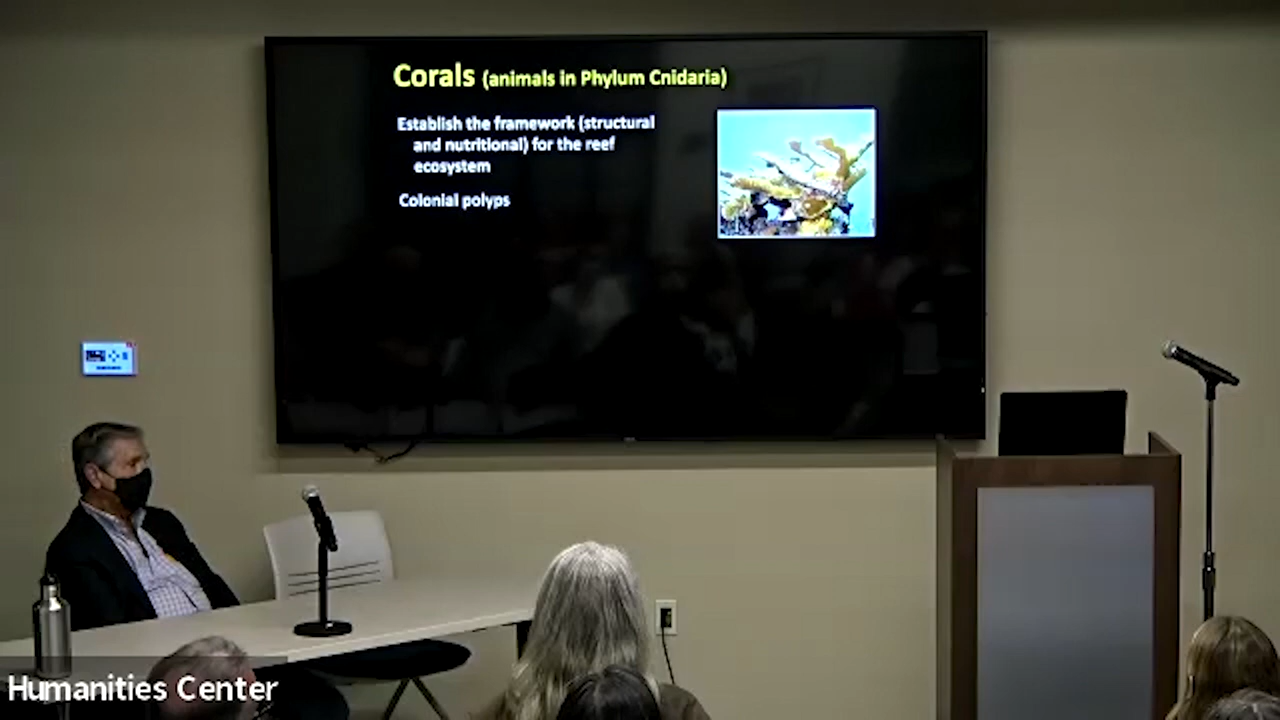 Corals (animals in Phylum Cnidaria)
Establish the framework (structural
and nutritional) for the reef
ecosystem
Colonial polyps
Humanities Center